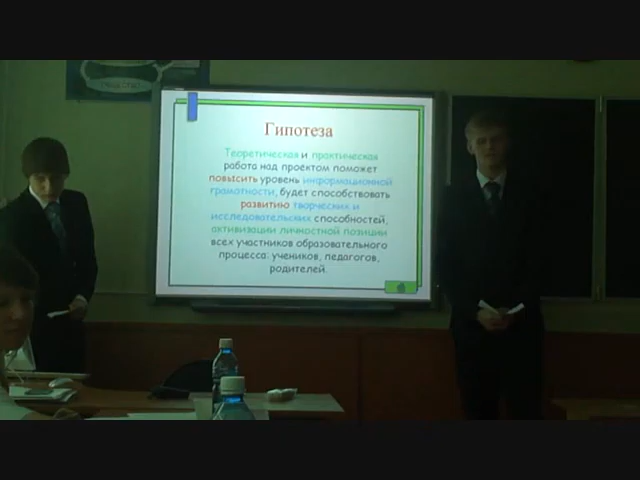 Гипотеза
Теоретическая и практическая
работа над проектом поможет
повысить уровень информационной
грамотности, будет способствовать
развитию творческих и
исследовательских способностей,
активизации личностной позиции
всех участников образовательного
процесса: учеников, педагогов,
родителей.